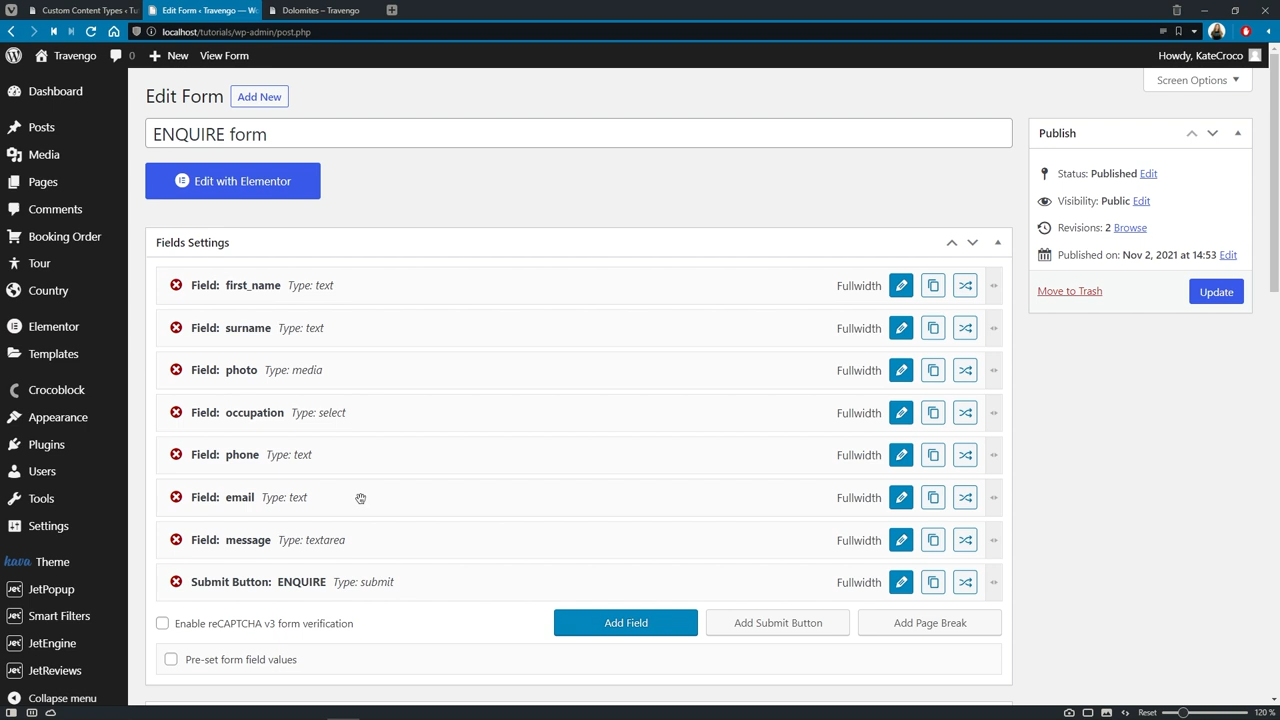 Custom Content Types ‹ Tu
Edit Form ‹ Travengo — Wo
Dolomites – Travengo
localhost/tutorials/wp-admin/post.php
Travengo
0
New
View Form
Howdy, KateCroco
Screen Options
Dashboard
Posts
Media
Pages
Comments
Booking Order
Tour
Country
Elementor
Templates
Crocoblock
Appearance
Plugins
Users
Tools
Settings
kava Theme
JetPopup
Smart Filters
JetEngine
JetReviews
Collapse menu
Edit Form
Add New
ENQUIRE form
Edit with Elementor
Fields Settings
Field: first_name Type: text Fullwidth
Field: surname Type: text Fullwidth
Field: photo Type: media Fullwidth
Field: occupation Type: select Fullwidth
Field: phone Type: text Fullwidth
Field: email Type: text Fullwidth
Field: message Type: textarea Fullwidth
Submit Button: ENQUIRE Type: submit Fullwidth
Enable reCAPTCHA v3 form verification
Add Field
Add Submit Button
Add Page Break
Pre-set form field values
Publish
Status: Published Edit
Visibility: Public Edit
Revisions: 2 Browse
Published on: Nov 2, 2021 at 14:53 Edit
Move to Trash
Update
Reset
120 %